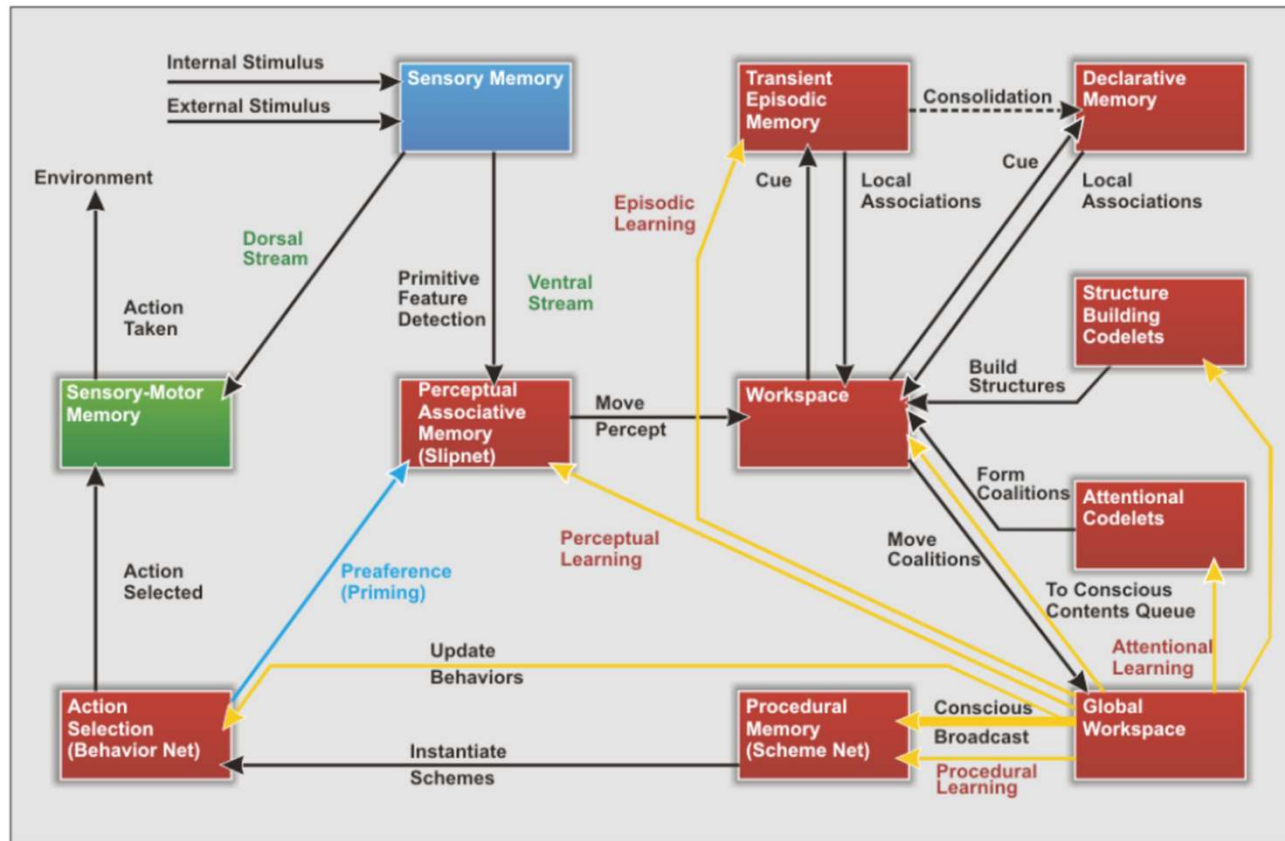 Internal Stimulus
External Stimulus
Sensory Memory
Transient
Episodic
Memory
Consolidation
Declarative
Memory
Environment
Cue
Local
Associations
Cue
Local
Associations
Episodic
Learning
Dorsal
Stream
Primitive
Feature
Detection
Ventral
Stream
Action
Taken
Structure
Building
Codelets
Sensory-Motor
Memory
Perceptual
Associative
Memory
(Slipnet)
Move
Percept
Workspace
Build
Structures
Form
Coalitions
Attentional
Codelets
Move
Coalitions
Perceptual
Learning
Action
Selected
Preaference
(Priming)
To Conscious
Contents Queue
Attentional
Learning
Update
Behaviors
Action
Selection
(Behavior Net)
Instantiate
Schemes
Procedural
Memory
(Scheme Net)
Conscious
Broadcast
Procedural
Learning
Global
Workspace